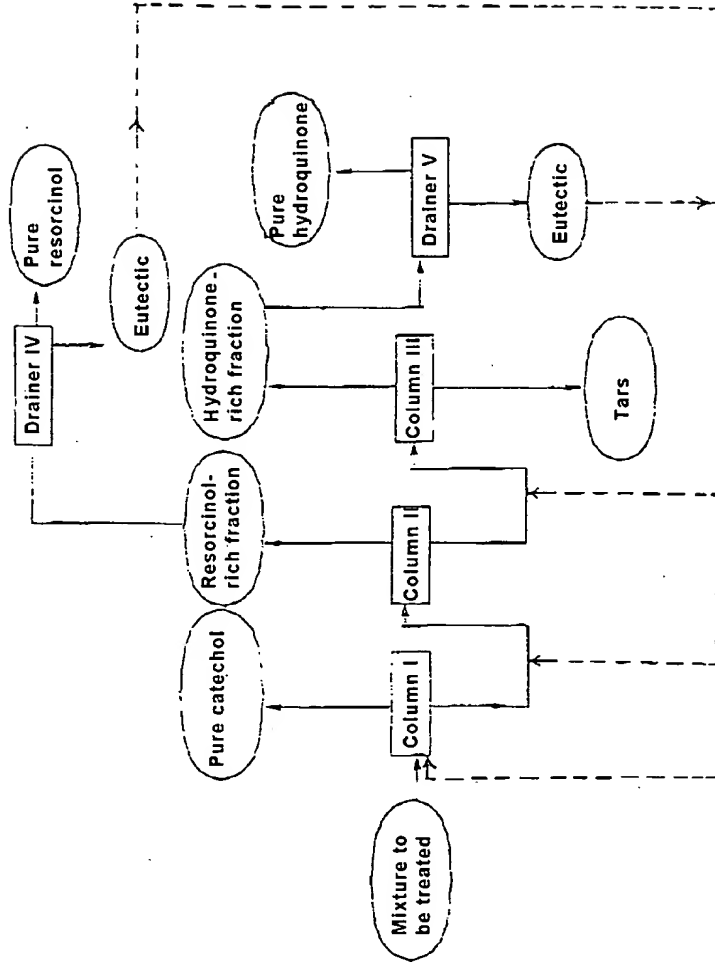 Mixture to
be treated
Column I
Pure catechol
Column II
Resorcinol-
rich fraction
Drainer IV
Pure
resorcinol
Eutectic
Column III
Hydroquinone-
rich fraction
Tars
Drainer V
Pure
hydroquinone
Eutectic